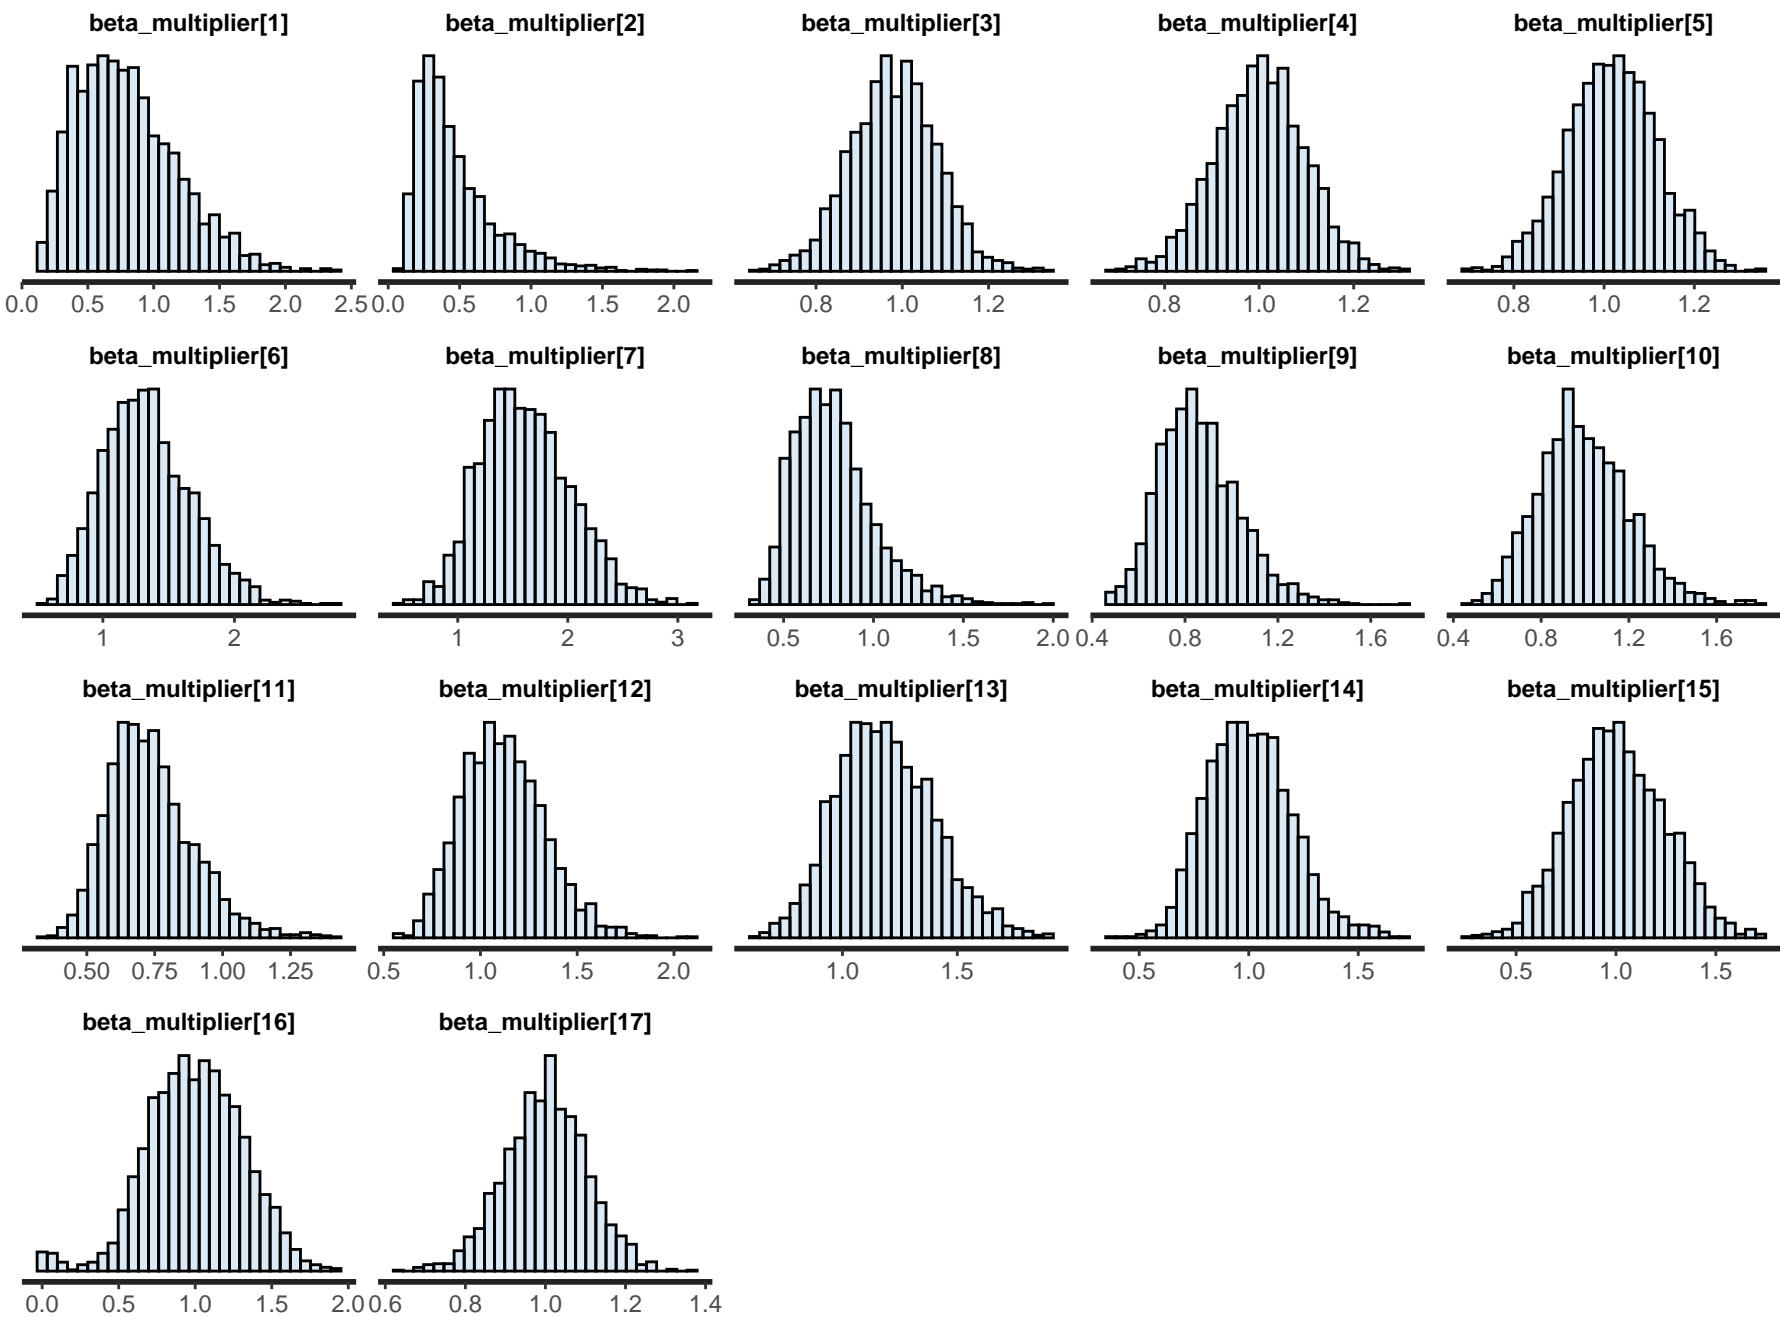 beta_multiplier[1] beta_multiplier[2] beta_multiplier[3] beta_multiplier[4] beta_multiplier[5]
0.0 0.5 1.0 1.5 2.0 2.5 0.0 0.5 1.0 1.5 2.0 0.8 1.0 1.2 0.8 1.0 1.2 0.8 1.0 1.2
beta_multiplier[6] beta_multiplier[7] beta_multiplier[8] beta_multiplier[9] beta_multiplier[10]
1 2 1 2 3 0.5 1.0 1.5 2.0 0.4 0.8 1.2 1.6 0.4 0.8 1.2 1.6
beta_multiplier[11] beta_multiplier[12] beta_multiplier[13] beta_multiplier[14] beta_multiplier[15]
0.50 0.75 1.00 1.25 0.5 1.0 1.5 2.0 1.0 1.5 0.5 1.0 1.5 0.5 1.0 1.5
beta_multiplier[16] beta_multiplier[17]
0.0 0.5 1.0 1.5 2.0 0.6 0.8 1.0 1.2 1.4